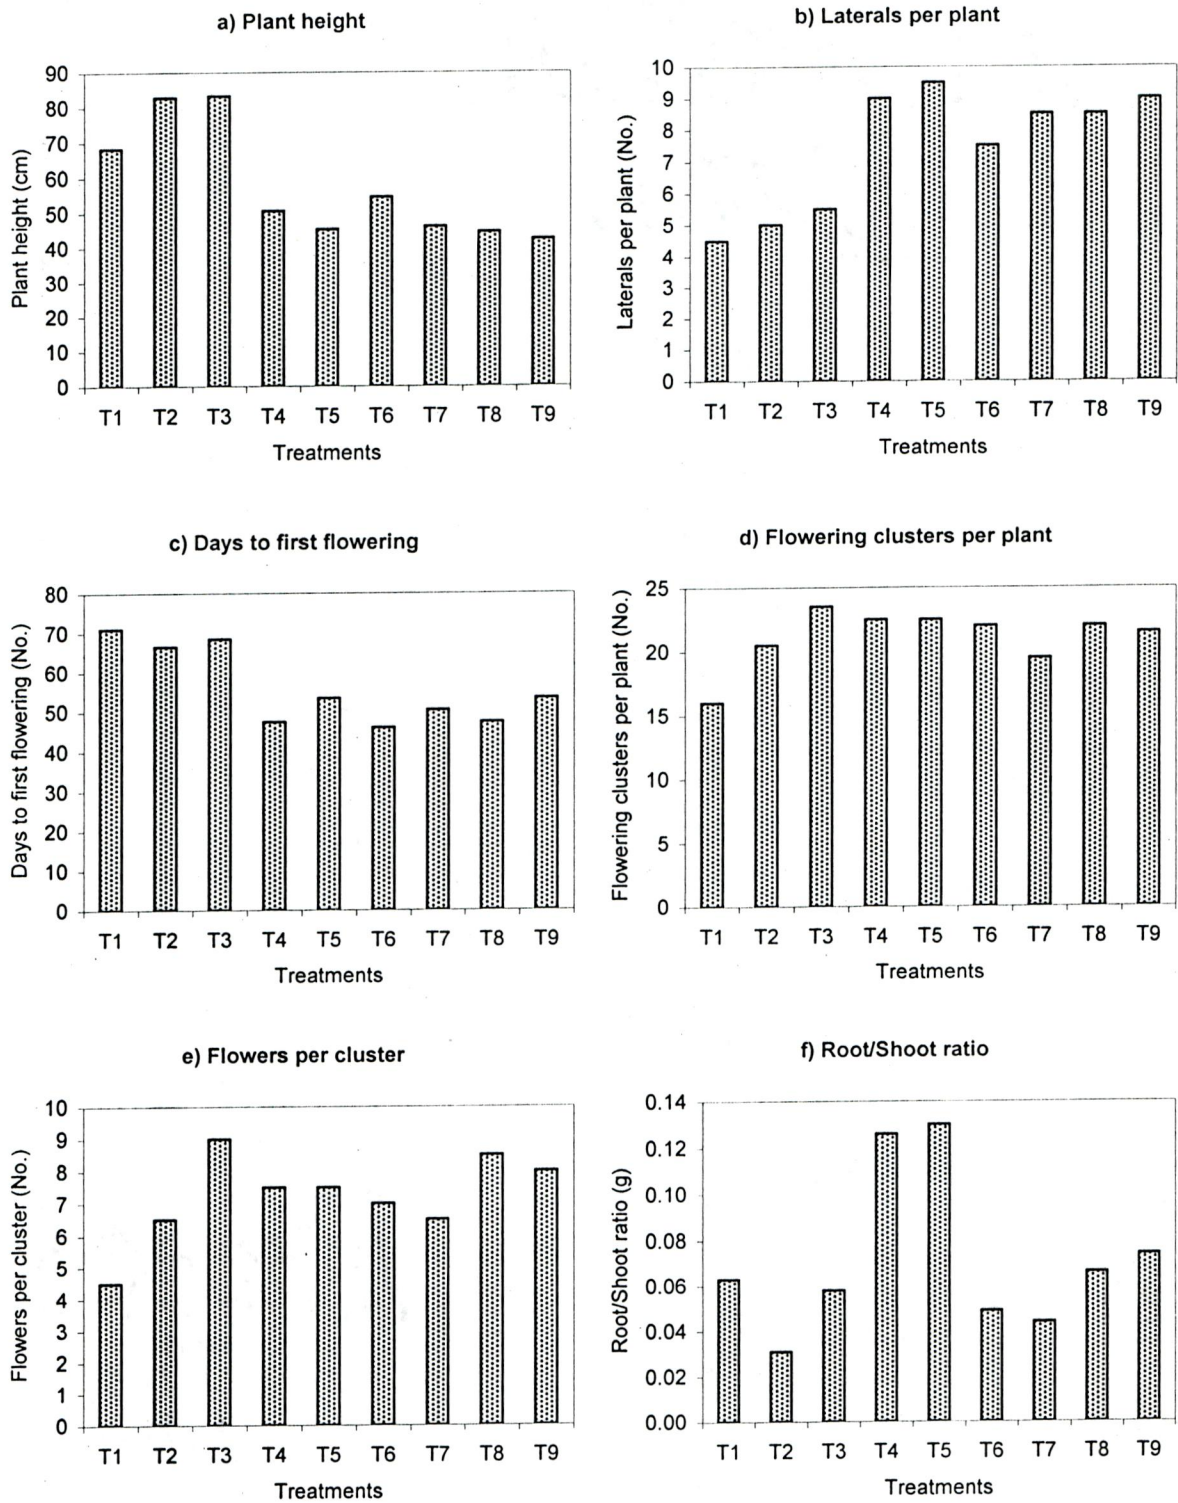 a) Plant height
Plant height (cm)
90
80
70
60
50
40
30
20
10
0
T1 T2 T3 T4 T5 T6 T7 T8 T9
Treatments
b) Laterals per plant
Laterals per plant (No.)
10
9
8
7
6
5
4
3
2
1
0
T1 T2 T3 T4 T5 T6 T7 T8 T9
Treatments
c) Days to first flowering
Days to first flowering (No.)
80
70
60
50
40
30
20
10
0
T1 T2 T3 T4 T5 T6 T7 T8 T9
Treatments
d) Flowering clusters per plant
Flowering clusters per plant (No.)
25
20
15
10
5
0
T1 T2 T3 T4 T5 T6 T7 T8 T9
Treatments
e) Flowers per cluster
Flowers per cluster (No.)
10
9
8
7
6
5
4
3
2
1
0
T1 T2 T3 T4 T5 T6 T7 T8 T9
Treatments
f) Root/Shoot ratio
Root/Shoot ratio (g)
0.14
0.12
0.10
0.08
0.06
0.04
0.02
0.00
T1 T2 T3 T4 T5 T6 T7 T8 T9
Treatments